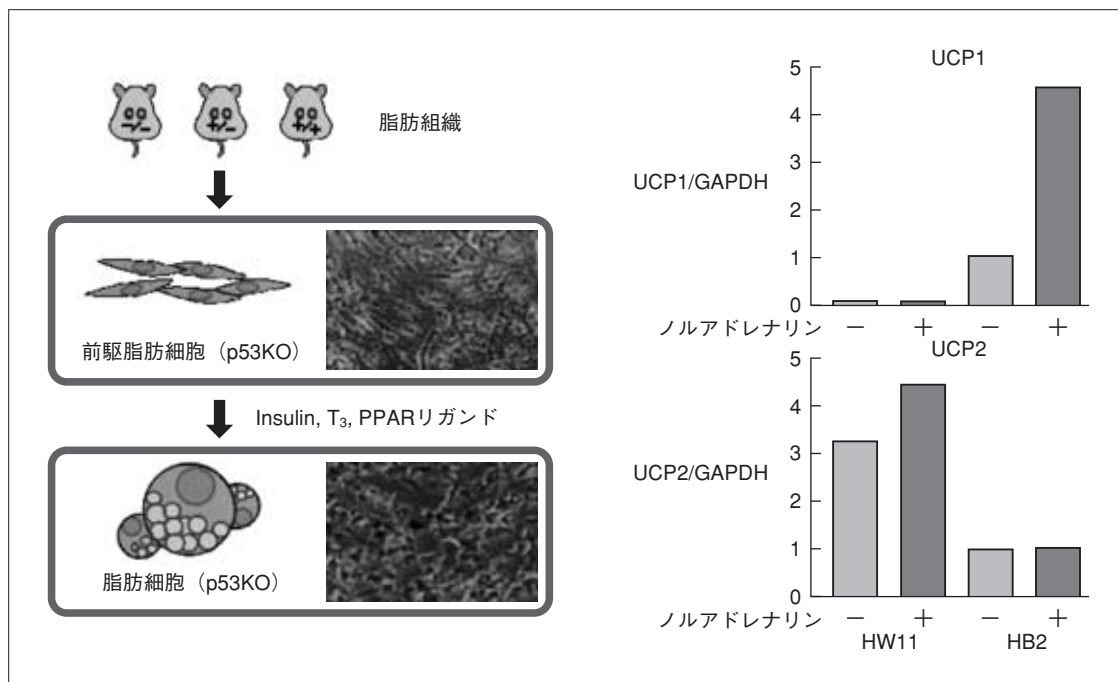 −/−
+/−
+/+
脂肪組織
前駆脂肪細胞（p53KO）
Insulin, T₃, PPARリガンド
脂肪細胞（p53KO）
UCP1
5
4
UCP1/GAPDH
3
2
1
0
ノルアドレナリン − + − +
UCP2
5
4
3
UCP2/GAPDH
2
1
0
ノルアドレナリン − + − +
HW11 HB2